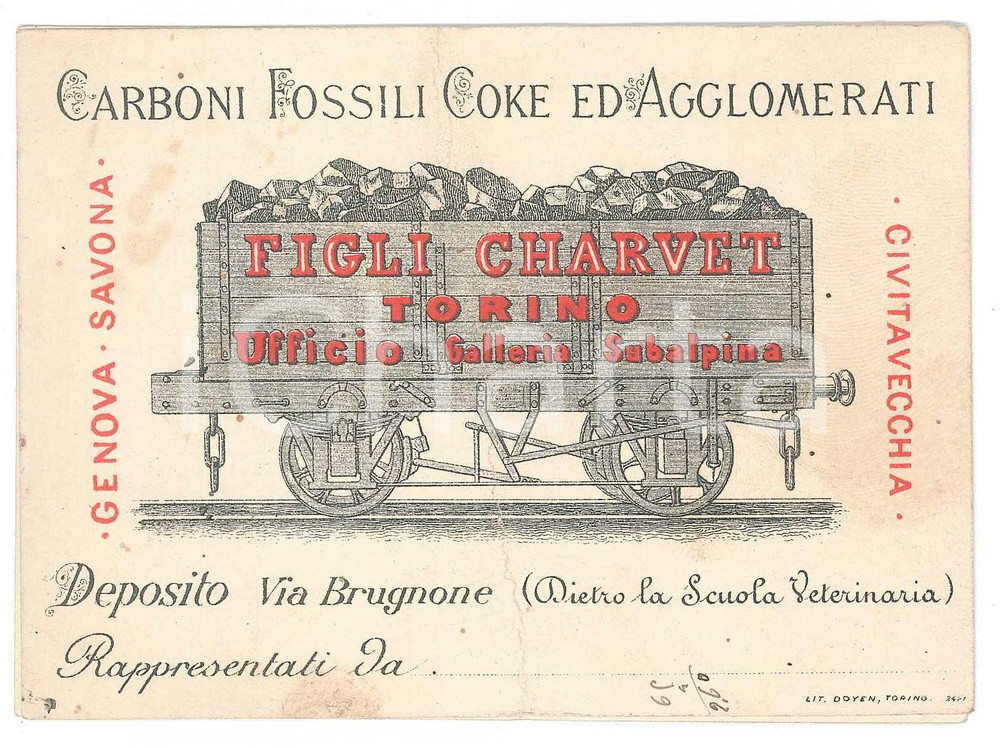 CARBONI FOSSILI COKE ED AGGLOMERATI
·GENOVA·SAVONA·
FIGLI CHARVET
TORINO
Ufficio Galleria Subalpina
·CIVITAVECCHIA·
Deposito Via Brugnone (Dietro la Scuola Veterinaria)
Rappresentati Da
LIT. DOYEN, TORINO.